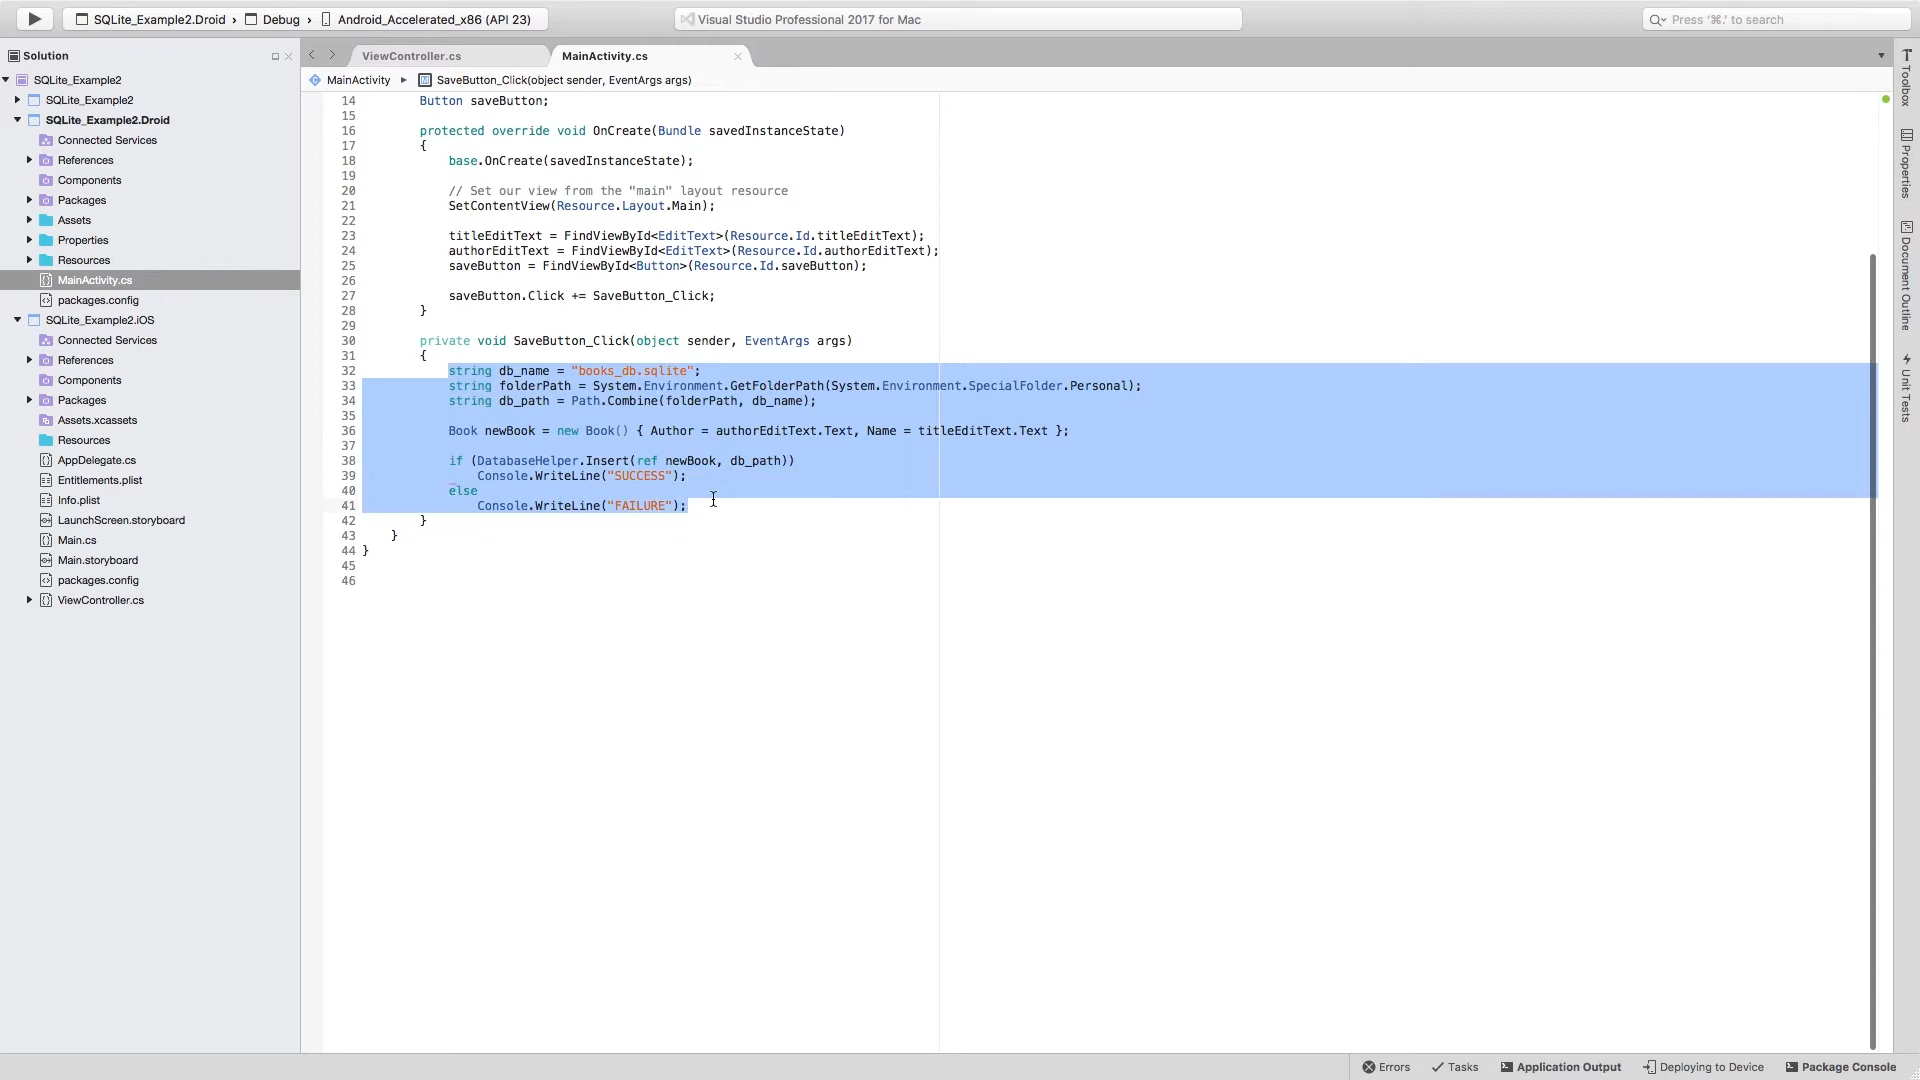 SQLite_Example2.Droid › Debug › Android_Accelerated_x86 (API 23)
Visual Studio Professional 2017 for Mac
Press '⌘.' to search
Solution
SQLite_Example2
SQLite_Example2
SQLite_Example2.Droid
Connected Services
References
Components
Packages
Assets
Properties
Resources
MainActivity.cs
packages.config
SQLite_Example2.iOS
Connected Services
References
Components
Packages
Assets.xcassets
Resources
AppDelegate.cs
Entitlements.plist
Info.plist
LaunchScreen.storyboard
Main.cs
Main.storyboard
packages.config
ViewController.cs
ViewController.cs
MainActivity.cs
MainActivity ▸ SaveButton_Click(object sender, EventArgs args)
14 Button saveButton;
15
16 protected override void OnCreate(Bundle savedInstanceState)
17 {
18 base.OnCreate(savedInstanceState);
19
20 // Set our view from the "main" layout resource
21 SetContentView(Resource.Layout.Main);
22
23 titleEditText = FindViewById<EditText>(Resource.Id.titleEditText);
24 authorEditText = FindViewById<EditText>(Resource.Id.authorEditText);
25 saveButton = FindViewById<Button>(Resource.Id.saveButton);
26
27 saveButton.Click += SaveButton_Click;
28 }
29
30 private void SaveButton_Click(object sender, EventArgs args)
31 {
32 string db_name = "books_db.sqlite";
33 string folderPath = System.Environment.GetFolderPath(System.Environment.SpecialFolder.Personal);
34 string db_path = Path.Combine(folderPath, db_name);
35
36 Book newBook = new Book() { Author = authorEditText.Text, Name = titleEditText.Text };
37
38 if (DatabaseHelper.Insert(ref newBook, db_path))
39 Console.WriteLine("SUCCESS");
40 else
41 Console.WriteLine("FAILURE");
42 }
43 }
44 }
45
46
Toolbox
Properties
Document Outline
Unit Tests
Errors
Tasks
Application Output
Deploying to Device
Package Console